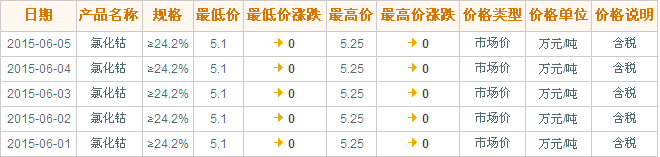 日期 产品名称 规格 最低价 最低价涨跌 最高价 最高价涨跌 价格类型 价格单位 价格说明
2015-06-05 氯化钴 ≥24.2% 5.1 → 0 5.25 → 0 市场价 万元/吨 含税
2015-06-04 氯化钴 ≥24.2% 5.1 → 0 5.25 → 0 市场价 万元/吨 含税
2015-06-03 氯化钴 ≥24.2% 5.1 → 0 5.25 → 0 市场价 万元/吨 含税
2015-06-02 氯化钴 ≥24.2% 5.1 → 0 5.25 → 0 市场价 万元/吨 含税
2015-06-01 氯化钴 ≥24.2% 5.1 → 0 5.25 → 0 市场价 万元/吨 含税